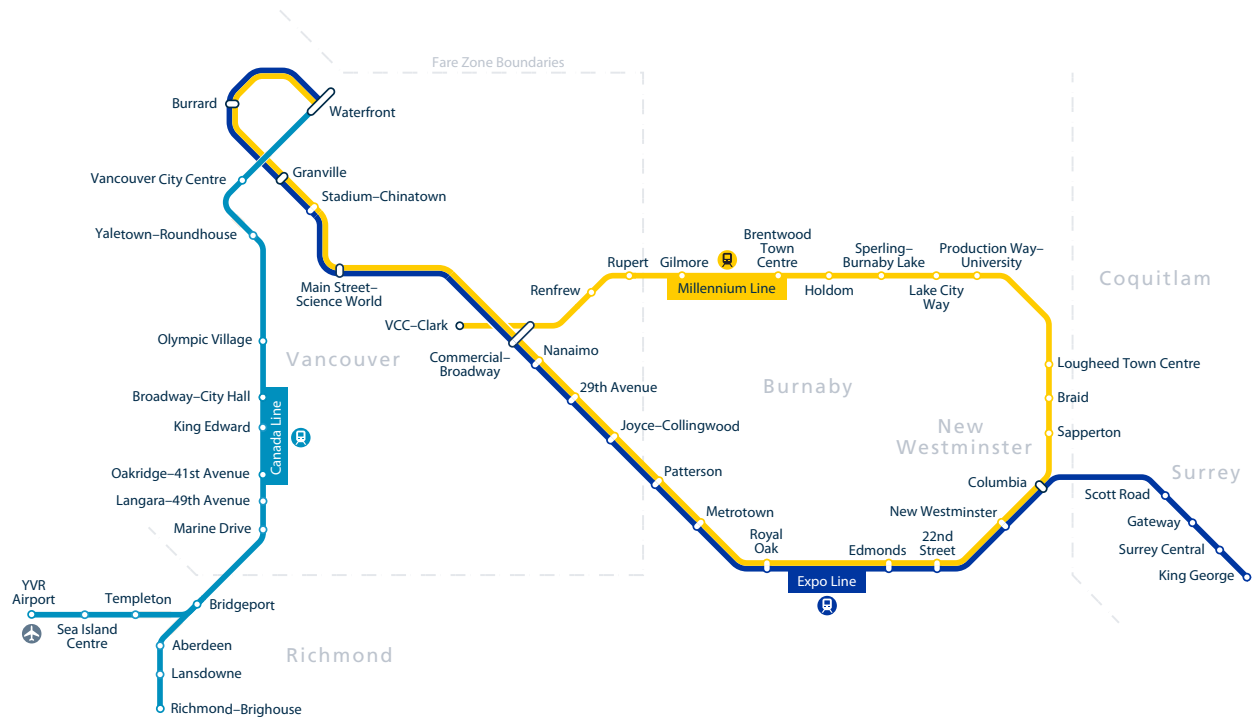 Fare Zone Boundaries
Burrard
Waterfront
Granville
Vancouver City Centre
Stadium–Chinatown
Yaletown–Roundhouse
Main Street–
Science World
Brentwood
Town
Centre
Sperling–
Burnaby Lake
Production Way–
University
Rupert
Gilmore
Millennium Line
Holdom
Lake City
Way
Renfrew
Coquitlam
VCC–Clark
Commercial–
Broadway
Nanaimo
Olympic Village
Vancouver
Lougheed Town Centre
29th Avenue
Burnaby
Broadway–City Hall
Braid
King Edward
Canada Line
Joyce–Collingwood
New
Westminster
Sapperton
Oakridge–41st Avenue
Patterson
Columbia
Surrey
Langara–49th Avenue
Metrotown
New Westminster
Scott Road
Marine Drive
Royal
Oak
Edmonds
22nd
Street
Gateway
Surrey Central
King George
Expo Line
YVR
Airport
Templeton
Bridgeport
Sea Island
Centre
Aberdeen
Richmond
Lansdowne
Richmond–Brighouse